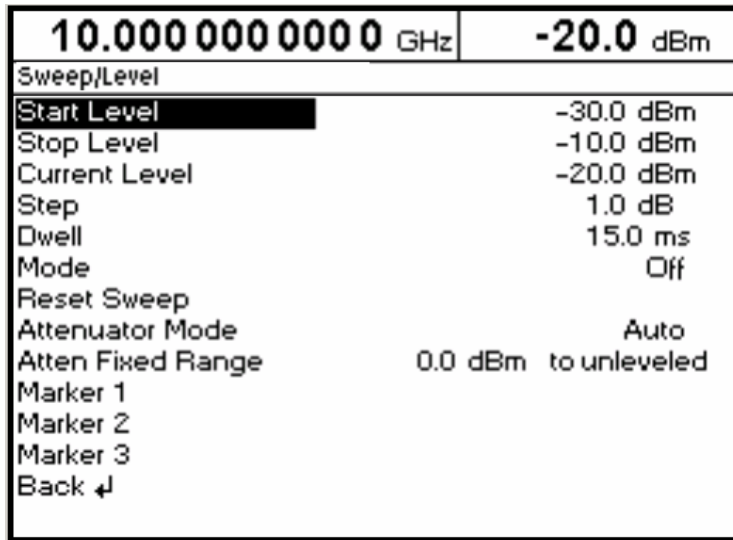 10.000 000 000 0 GHz -20.0 dBm
Sweep/Level
Start Level -30.0 dBm
Stop Level -10.0 dBm
Current Level -20.0 dBm
Step 1.0 dB
Dwell 15.0 ms
Mode Off
Reset Sweep
Attenuator Mode Auto
Atten Fixed Range 0.0 dBm to unleveled
Marker 1
Marker 2
Marker 3
Back ↲